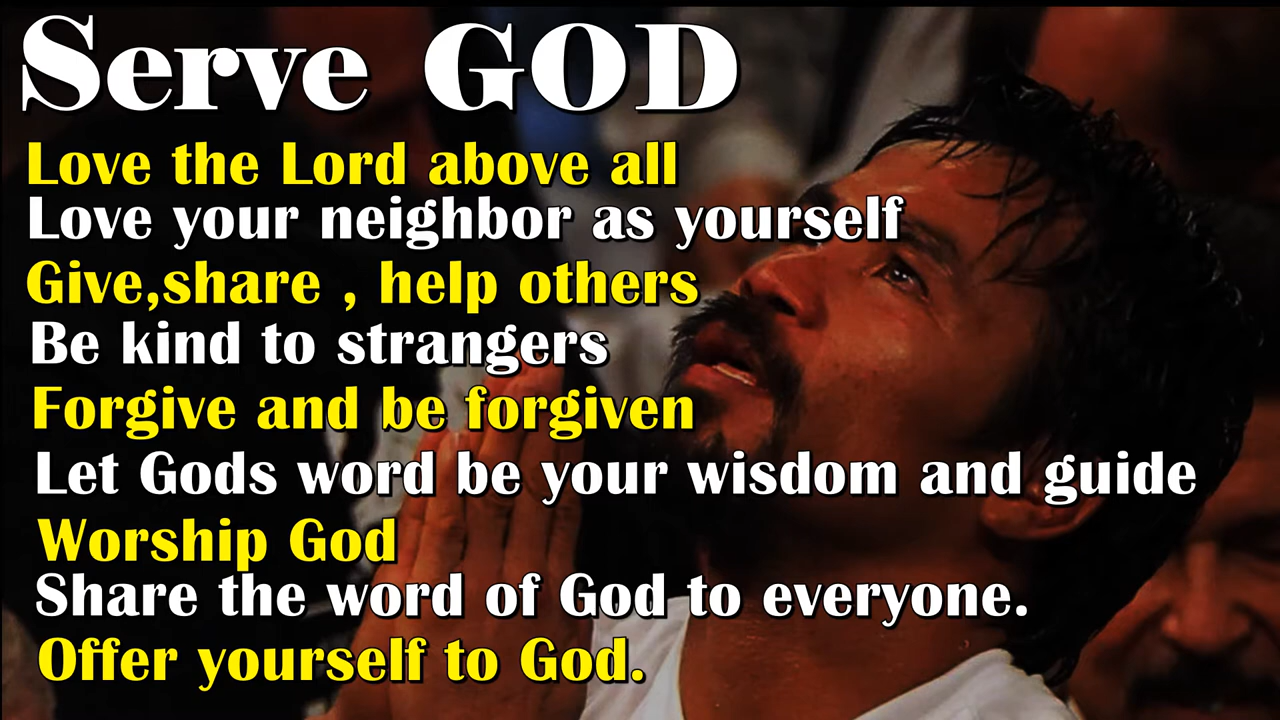 Serve GOD
Love the Lord above all
Love your neighbor as yourself
Give,share , help others
Be kind to strangers
Forgive and be forgiven
Let Gods word be your wisdom and guide
Worship God
Share the word of God to everyone.
Offer yourself to God.